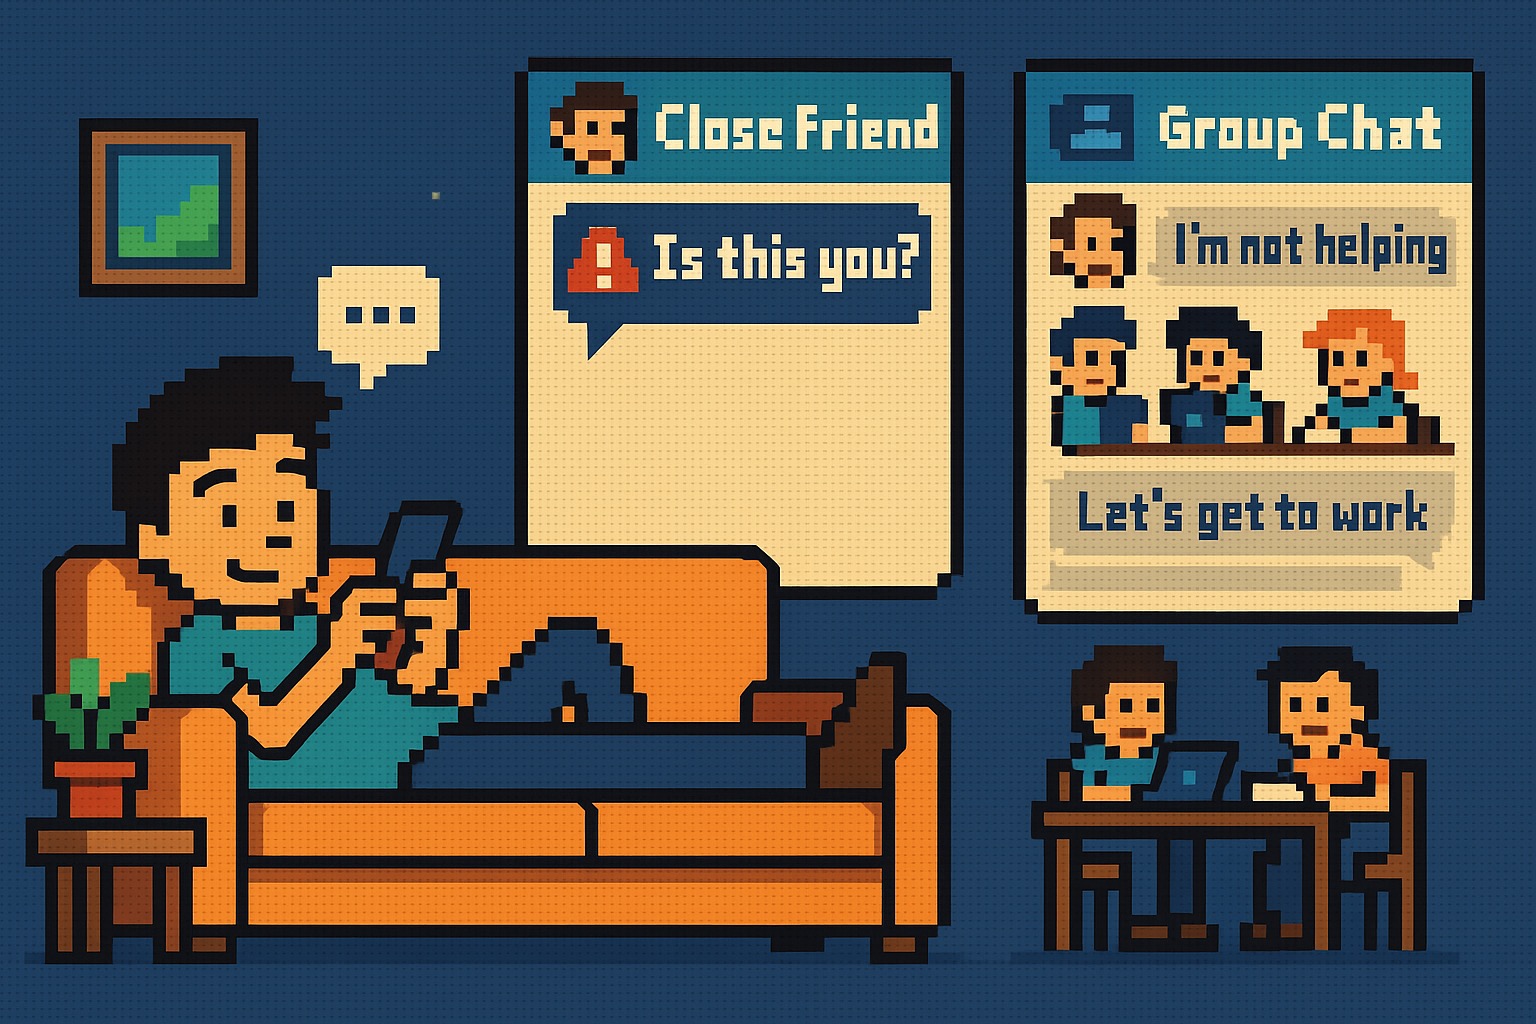 Close Friend
Is this you?
Group Chat
I'm not helping
Let's get to work